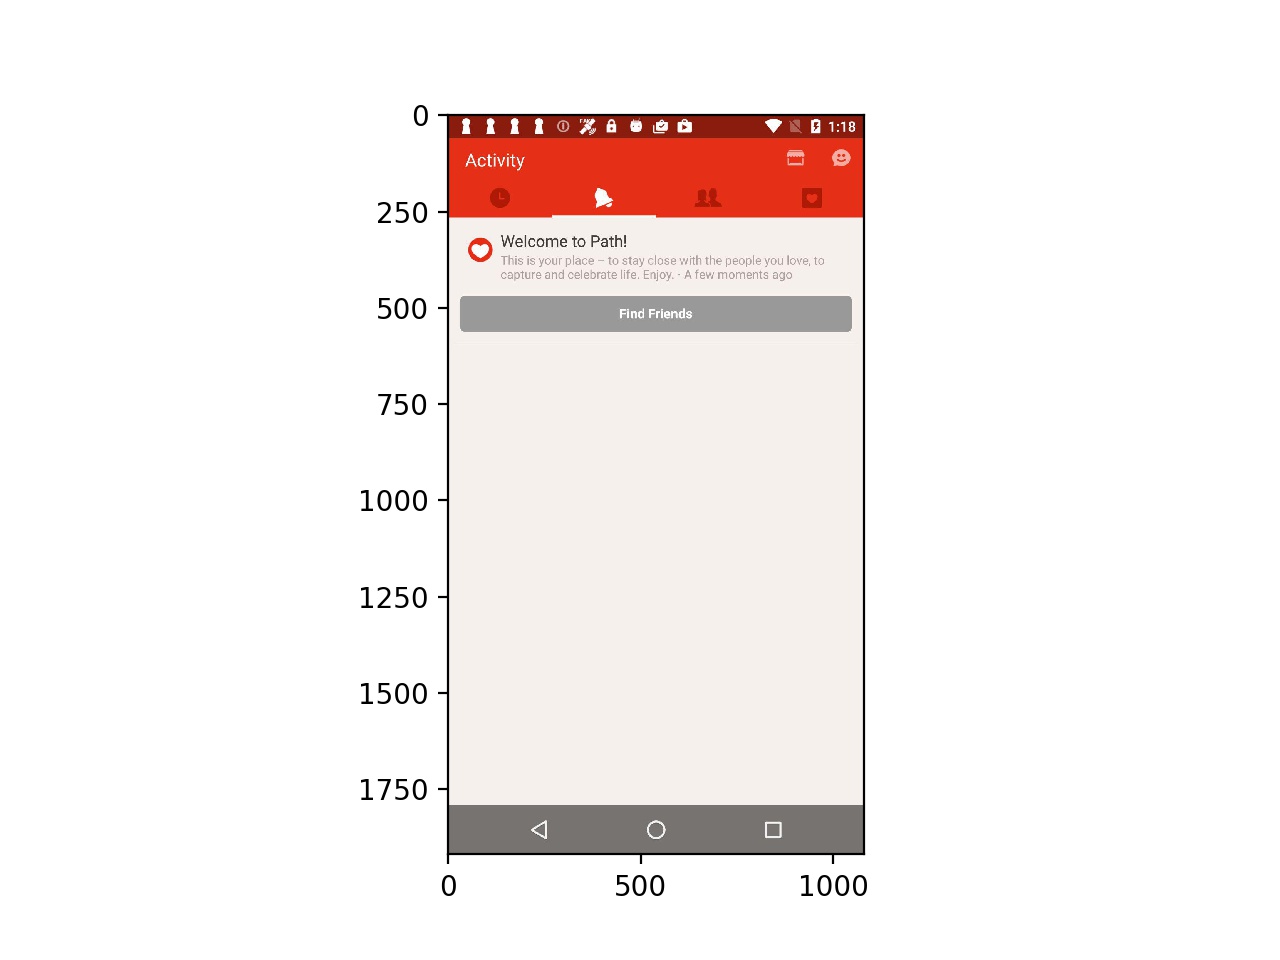 0
250
500
750
1000
1250
1500
1750
FAKE
1:18
Activity
Welcome to Path!
This is your place – to stay close with the people you love, to
capture and celebrate life. Enjoy. · A few moments ago
Find Friends
0
500
1000